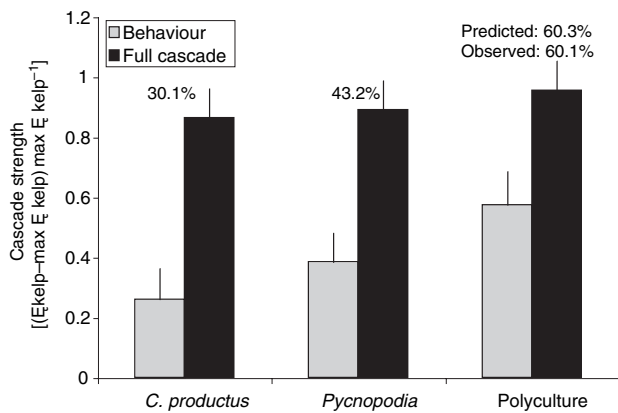 Behaviour
Full cascade
Predicted: 60.3%
Observed: 60.1%
30.1%
43.2%
Cascade strength
[(Ę kelp–max Ę kelp) max Ę kelp⁻¹]
1.2
1
0.8
0.6
0.4
0.2
0
C. productus
Pycnopodia
Polyculture